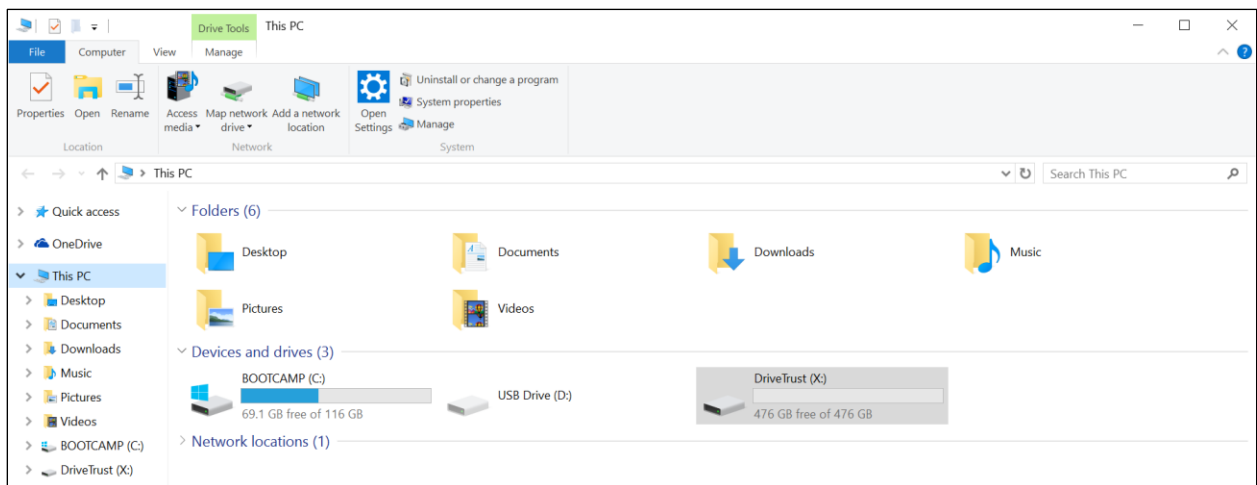 Drive Tools This PC
File Computer View Manage
Properties Open Rename Access media Map network drive Add a network location Open Settings Uninstall or change a program
System properties
Manage
Location Network System
This PC Search This PC
Quick access
OneDrive
This PC
Desktop
Documents
Downloads
Music
Pictures
Videos
BOOTCAMP (C:)
DriveTrust (X:)
Folders (6)
Desktop Documents Downloads Music
Pictures Videos
Devices and drives (3)
BOOTCAMP (C:)
69.1 GB free of 116 GB
USB Drive (D:)
DriveTrust (X:)
476 GB free of 476 GB
Network locations (1)